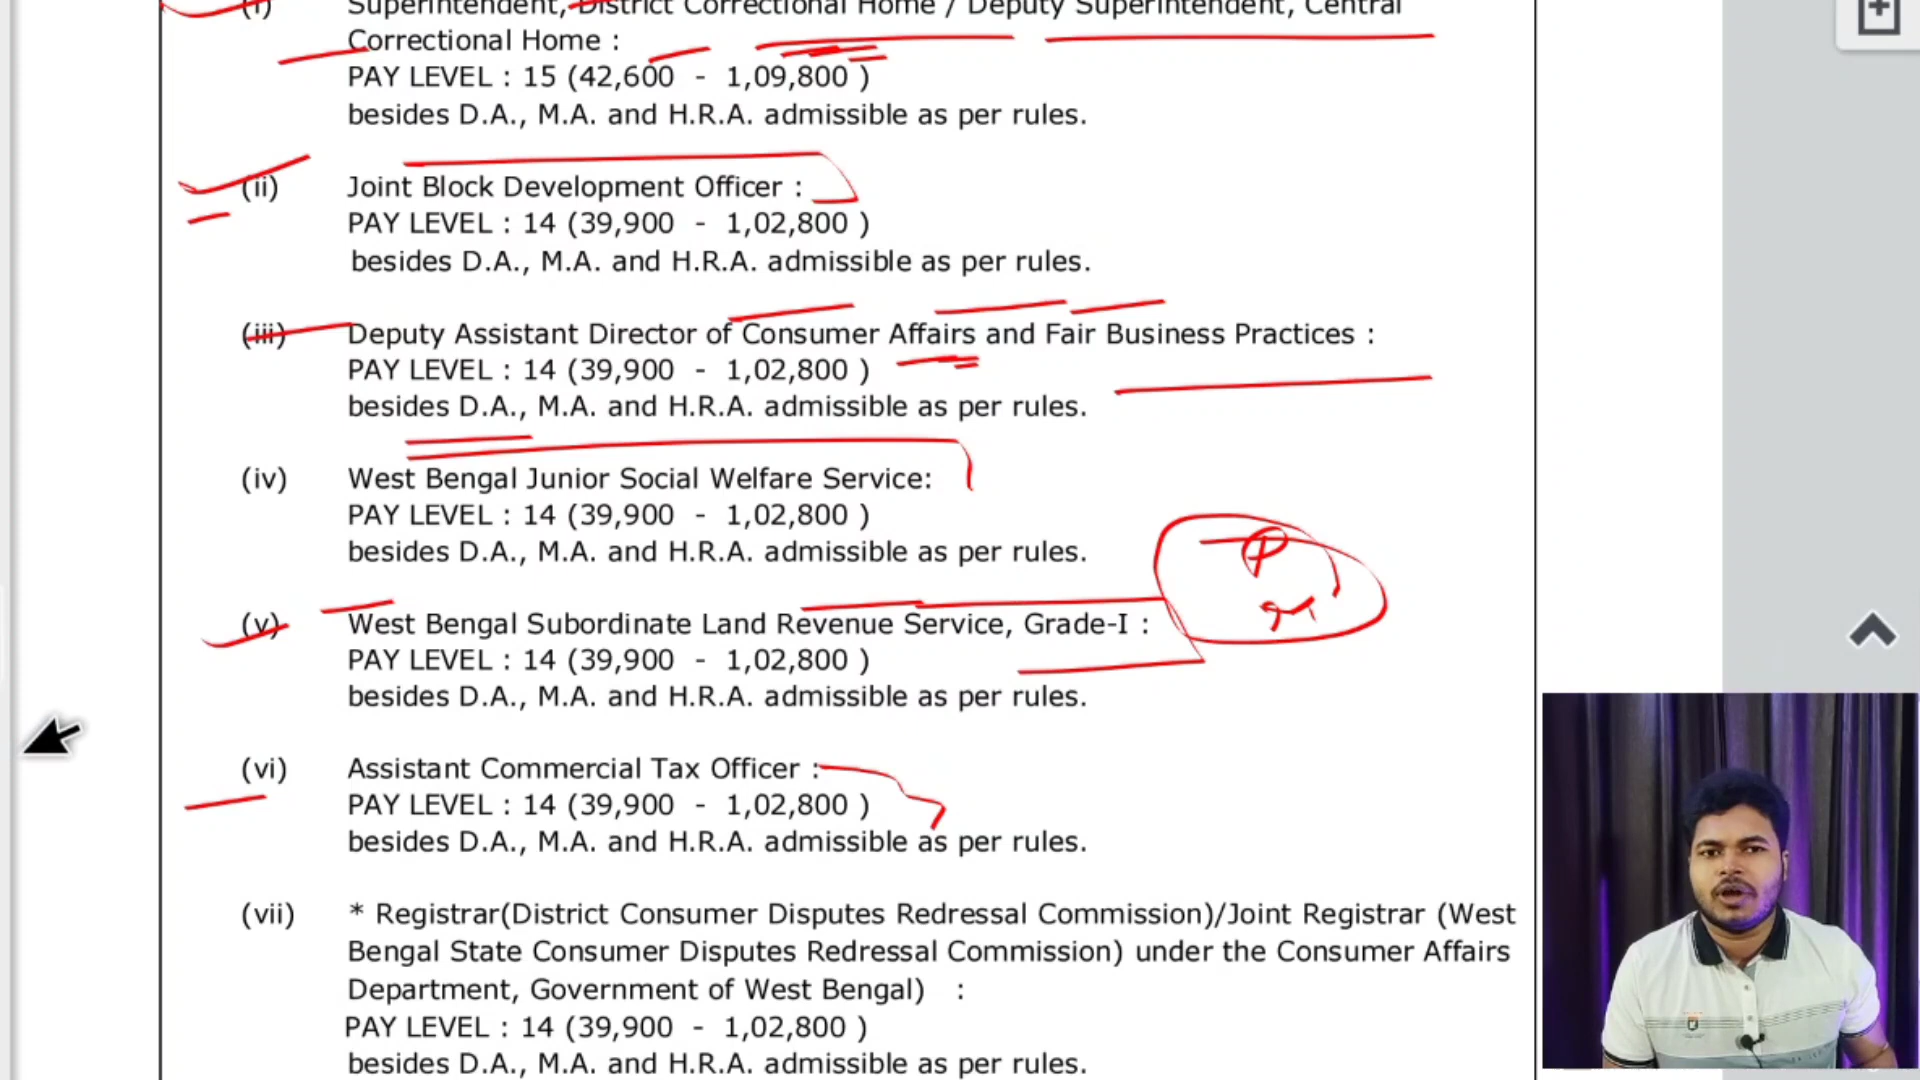 (i) Superintendent, District Correctional Home / Deputy Superintendent, Central
Correctional Home :
PAY LEVEL : 15 (42,600 - 1,09,800 )
besides D.A., M.A. and H.R.A. admissible as per rules.
(ii) Joint Block Development Officer :
PAY LEVEL : 14 (39,900 - 1,02,800 )
besides D.A., M.A. and H.R.A. admissible as per rules.
(iii) Deputy Assistant Director of Consumer Affairs and Fair Business Practices :
PAY LEVEL : 14 (39,900 - 1,02,800 )
besides D.A., M.A. and H.R.A. admissible as per rules.
(iv) West Bengal Junior Social Welfare Service:
PAY LEVEL : 14 (39,900 - 1,02,800 )
besides D.A., M.A. and H.R.A. admissible as per rules.
(v) West Bengal Subordinate Land Revenue Service, Grade-I :
PAY LEVEL : 14 (39,900 - 1,02,800 )
besides D.A., M.A. and H.R.A. admissible as per rules.
(vi) Assistant Commercial Tax Officer :
PAY LEVEL : 14 (39,900 - 1,02,800 )
besides D.A., M.A. and H.R.A. admissible as per rules.
(vii) * Registrar(District Consumer Disputes Redressal Commission)/Joint Registrar (West
Bengal State Consumer Disputes Redressal Commission) under the Consumer Affairs
Department, Government of West Bengal) :
PAY LEVEL : 14 (39,900 - 1,02,800 )
besides D.A., M.A. and H.R.A. admissible as per rules.